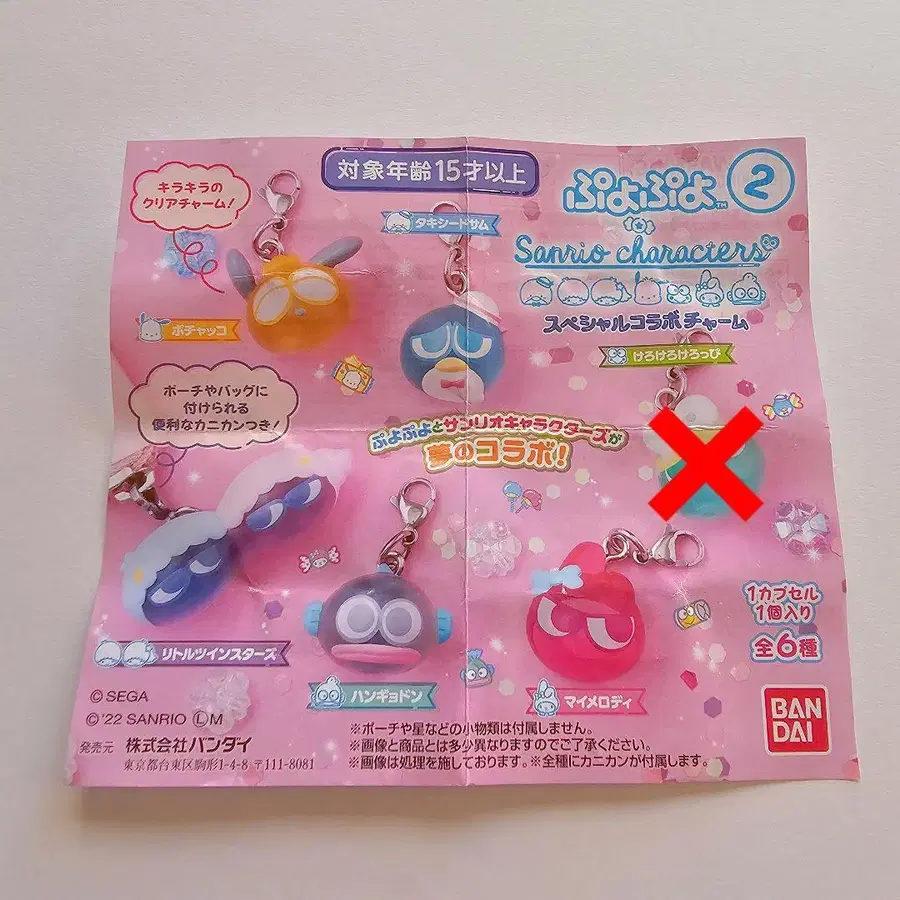 対象年齢15才以上
ぷよぷよ™ 2
Sanrio characters
スペシャルコラボチャーム
キラキラの
クリアチャーム!
タキシードサム
ポチャッコ
けろけろけろっぴ
ポーチやバッグに
付けられる
便利なカニカンつき!
ぷよぷよとサンリオキャラクターズが
夢のコラボ!
リトルツインスターズ
ハンギョドン
マイメロディ
1カプセル
1個入り
全6種
BAN
DAI
©SEGA
©'22 SANRIO ⓁM
発売元 株式会社バンダイ
東京都台東区駒形1-4-8 〒111-8081
※ポーチや星などの小物類は付属しません。
※画像と商品とは多少異なりますのでご了承ください。
※画像は処理を施しております。※全種にカニカンが付属します。